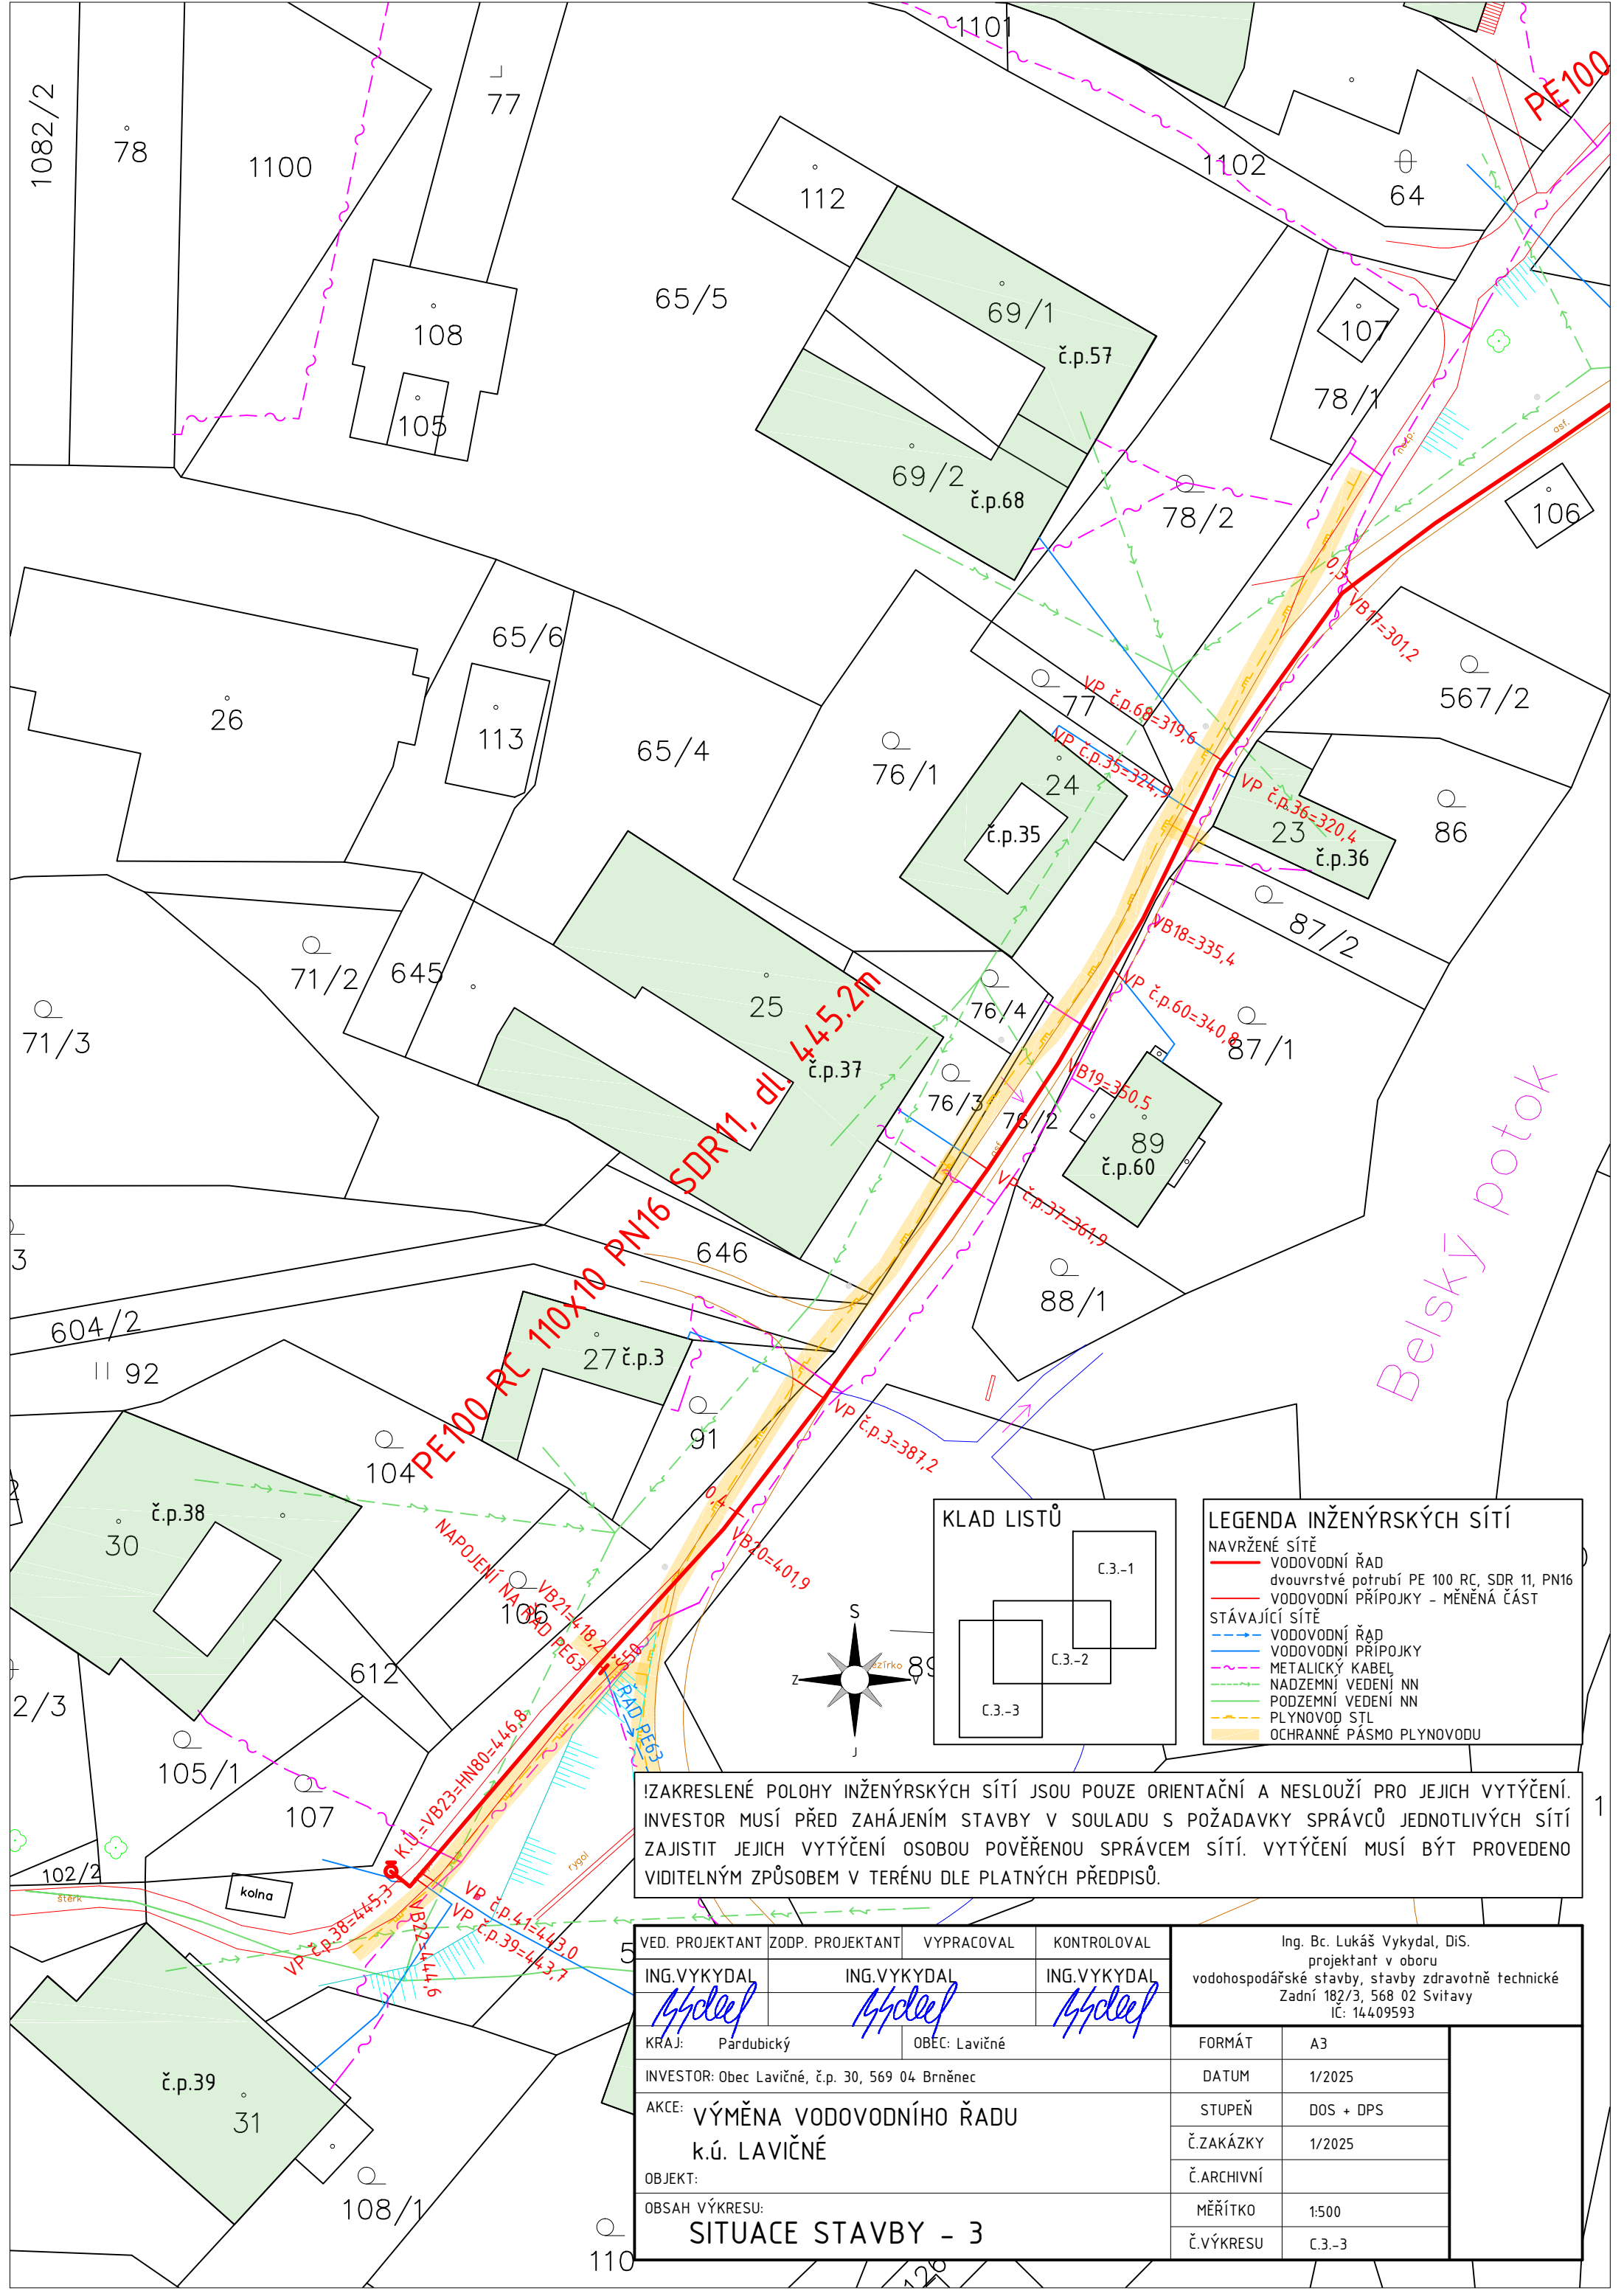 1101
PE100
1082/2
78
1100
77
112
1102
64
65/5
69/1
č.p.57
107
78/1
nezp.
asf.
108
105
69/2
č.p.68
78/2
106
0,3
VB17=301,2
65/6
567/2
26
113
65/4
77
VP č.p.68=319,6
VP č.p.35=324,9
76/1
24
č.p.35
VP č.p.36=320,4
23
č.p.36
86
87/2
VB18=335,4
71/2
645
25
76/4
VP č.p.60=340,8
87/1
71/3
č.p.37
76/3
76/2
VB19=350,5
89
č.p.60
asf.
VP č.p.37=361,9
Belský potok
PE100 RC 110x10 PN16 SDR11, dl. 445.2m
3
646
604/2
88/1
92
27
č.p.3
91
VP č.p.3=387,2
104
č.p.38
30
0,4
VB20=401,9
NAPOJENÍ NA ŘAD PE63
VB21=418,2
106
Š50
ŘAD PE63
612
2/3
105/1
107
K.Ú.=VB23=HN80=446,8
102/2
štěrk
kolna
rygol
VP č.p.38=445,3
VB22=444,6
VP č.p.41=443,0
VP č.p.39=443,7
č.p.39
31
108/1
110
126
5
1
89
S
Z
V
J
KLAD LISTŮ
C.3.-1
C.3.-2
C.3.-3
LEGENDA INŽENÝRSKÝCH SÍTÍ
NAVRŽENÉ SÍTĚ
VODOVODNÍ ŘAD
dvouvrstvé potrubí PE 100 RC, SDR 11, PN16
VODOVODNÍ PŘÍPOJKY - MĚNĚNÁ ČÁST
STÁVAJÍCÍ SÍTĚ
VODOVODNÍ ŘAD
VODOVODNÍ PŘÍPOJKY
METALICKÝ KABEL
NADZEMNÍ VEDENÍ NN
PODZEMNÍ VEDENÍ NN
PLYNOVOD STL
OCHRANNÉ PÁSMO PLYNOVODU
!ZAKRESLENÉ POLOHY INŽENÝRSKÝCH SÍTÍ JSOU POUZE ORIENTAČNÍ A NESLOUŽÍ PRO JEJICH VYTÝČENÍ.
INVESTOR MUSÍ PŘED ZAHÁJENÍM STAVBY V SOULADU S POŽADAVKY SPRÁVCŮ JEDNOTLIVÝCH SÍTÍ
ZAJISTIT JEJICH VYTÝČENÍ OSOBOU POVĚŘENOU SPRÁVCEM SÍTÍ. VYTÝČENÍ MUSÍ BÝT PROVEDENO
VIDITELNÝM ZPŮSOBEM V TERÉNU DLE PLATNÝCH PŘEDPISŮ.
VED. PROJEKTANT ZODP. PROJEKTANT VYPRACOVAL KONTROLOVAL
ING.VYKYDAL ING.VYKYDAL ING.VYKYDAL
Ing. Bc. Lukáš Vykydal, DiS.
projektant v oboru
vodohospodářské stavby, stavby zdravotně technické
Zadní 182/3, 568 02 Svitavy
IČ: 14409593
KRAJ: Pardubický OBEC: Lavičné
INVESTOR: Obec Lavičné, č.p. 30, 569 04 Brněnec
AKCE: VÝMĚNA VODOVODNÍHO ŘADU
k.ú. LAVIČNÉ
OBJEKT:
OBSAH VÝKRESU:
SITUACE STAVBY - 3
FORMÁT A3
DATUM 1/2025
STUPEŇ DOS + DPS
Č.ZAKÁZKY 1/2025
Č.ARCHIVNÍ
MĚŘÍTKO 1:500
Č.VÝKRESU C.3.-3